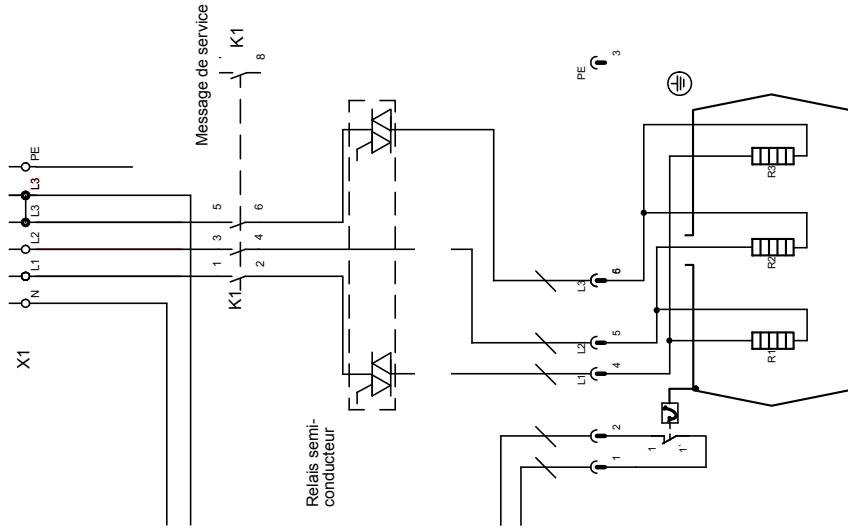 X1
N
L1
L2
L3
L3
PE
Message de service
K1
8
K1
1
3
5
2
4
6
Relais semi-
conducteur
L1
L2
L3
PE
1
2
4
5
6
3
1
1'
R1
R2
R3